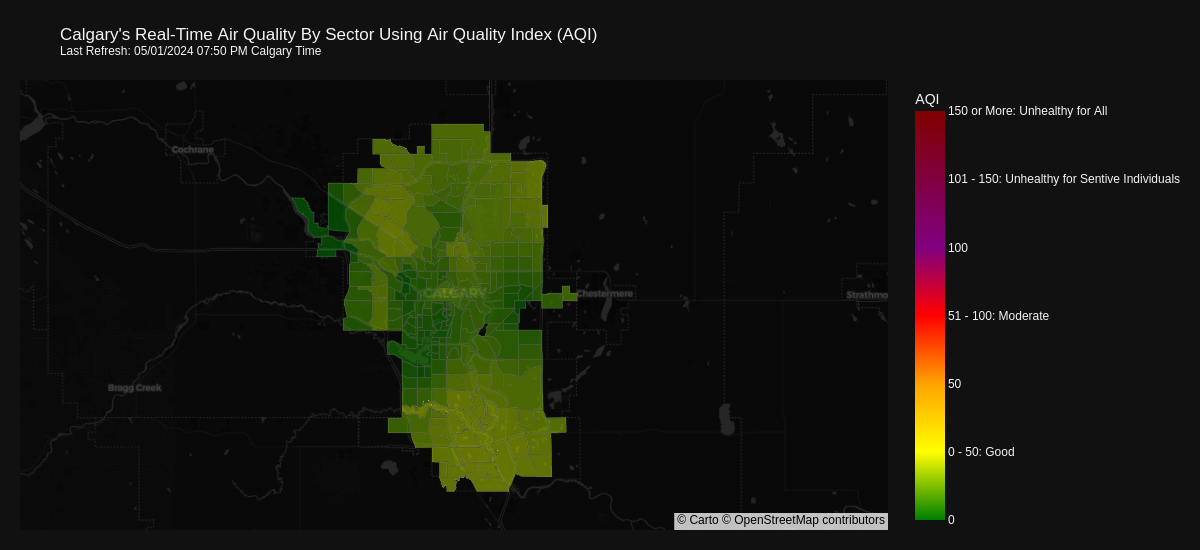 Calgary's Real-Time Air Quality By Sector Using Air Quality Index (AQI)
Last Refresh: 05/01/2024 07:50 PM Calgary Time
AQI
150 or More: Unhealthy for All
101 - 150: Unhealthy for Sentive Individuals
100
51 - 100: Moderate
50
0 - 50: Good
0
Cochrane
CALGARY
Chestermere
Strathmo
Bragg Creek
© Carto © OpenStreetMap contributors